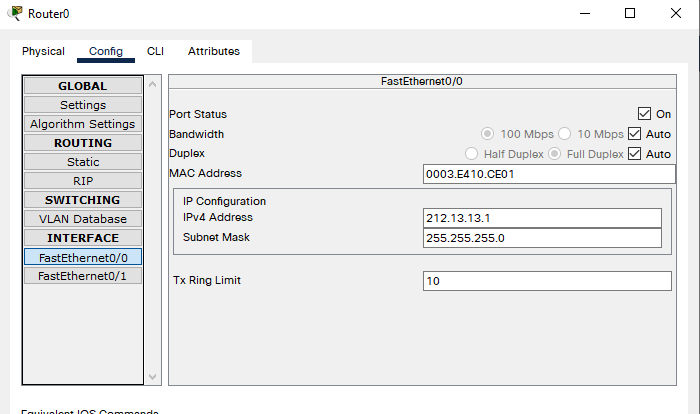 Router0
Physical Config CLI Attributes
GLOBAL
Settings
Algorithm Settings
ROUTING
Static
RIP
SWITCHING
VLAN Database
INTERFACE
FastEthernet0/0
FastEthernet0/1
FastEthernet0/0
Port Status On
Bandwidth 100 Mbps 10 Mbps Auto
Duplex Half Duplex Full Duplex Auto
MAC Address 0003.E410.CE01
IP Configuration
IPv4 Address 212.13.13.1
Subnet Mask 255.255.255.0
Tx Ring Limit 10
Equivalent IOS Commands